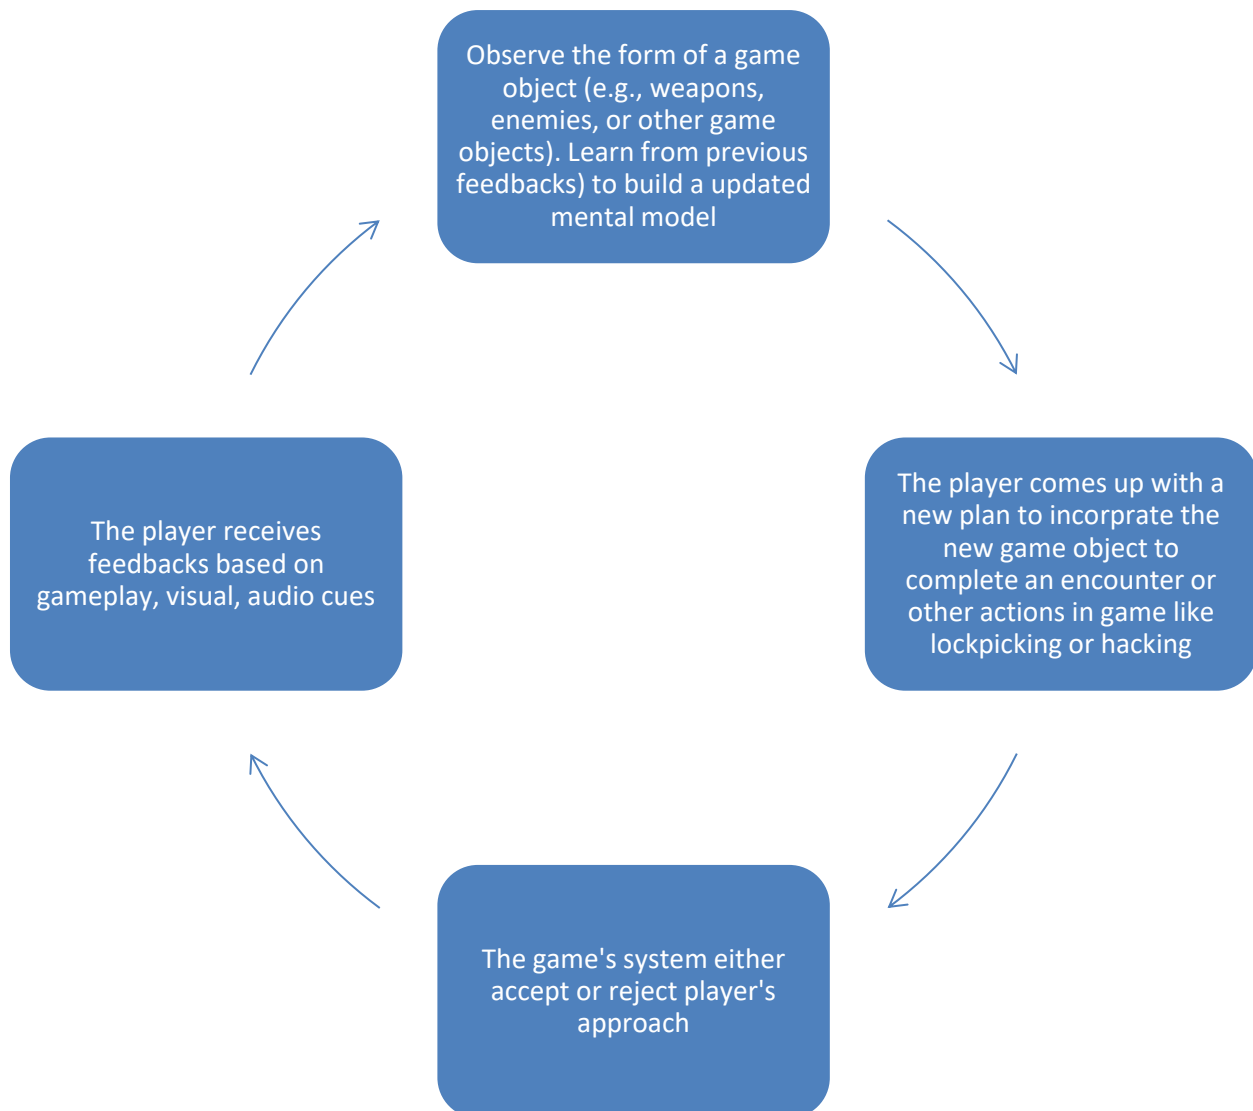 Observe the form of a game
object (e.g., weapons,
enemies, or other game
objects). Learn from previous
feedbacks) to build a updated
mental model
The player comes up with a
new plan to incorprate the
new game object to
complete an encounter or
other actions in game like
lockpicking or hacking
The game's system either
accept or reject player's
approach
The player receives
feedbacks based on
gameplay, visual, audio cues